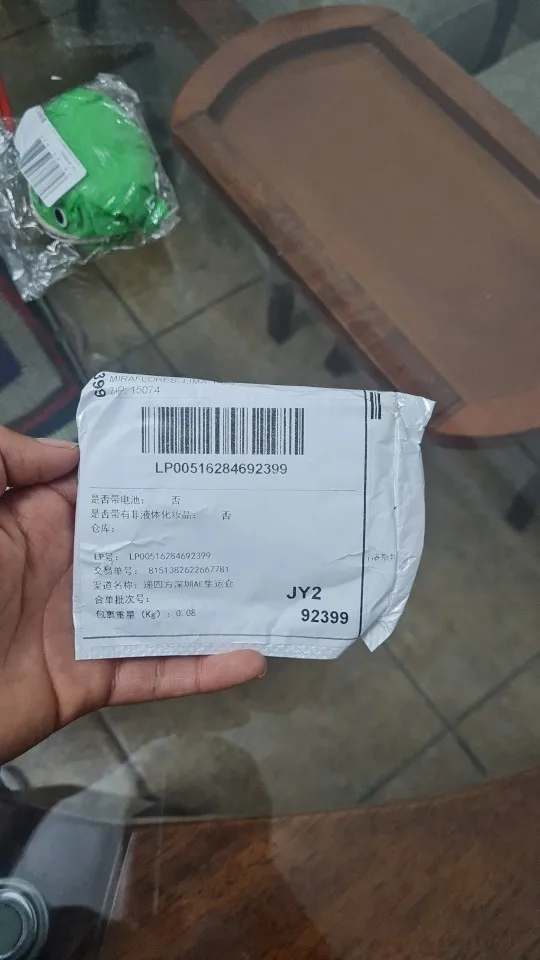 399
MIRAFLORES, LIMA,
ZIP:15074
LP00516284692399
是否带电池: 否
是否带有非液体化妆品: 否
仓库:
LP号: LP00516284692399
交易单号: 8151382622667781
渠道名称: 递四方深圳AE集运仓
合单批次号:
包裹重量 (Kg): 0.08
JY2
92399